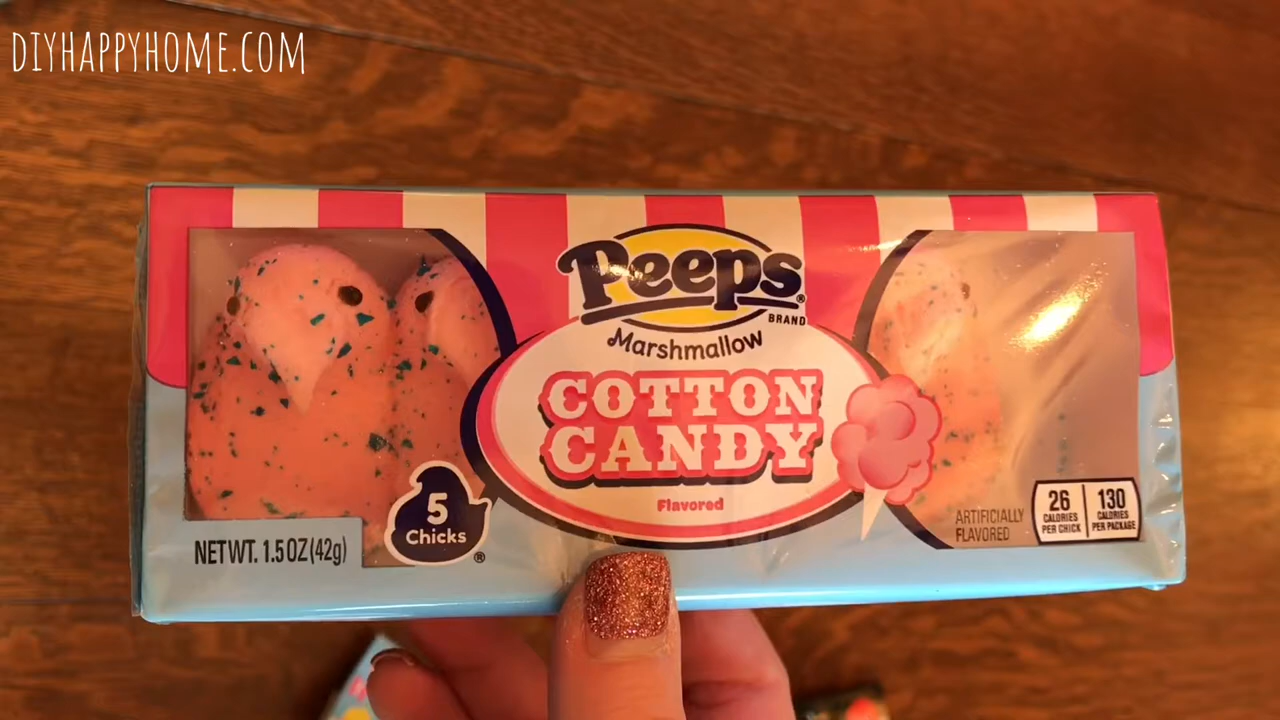 DIYHAPPYHOME.COM
Peeps®
BRAND
Marshmallow
COTTON
CANDY
Flavored
5
Chicks
®
NET WT. 1.5 OZ (42g)
ARTIFICIALLY
FLAVORED
26
CALORIES
PER CHICK
130
CALORIES
PER PACKAGE